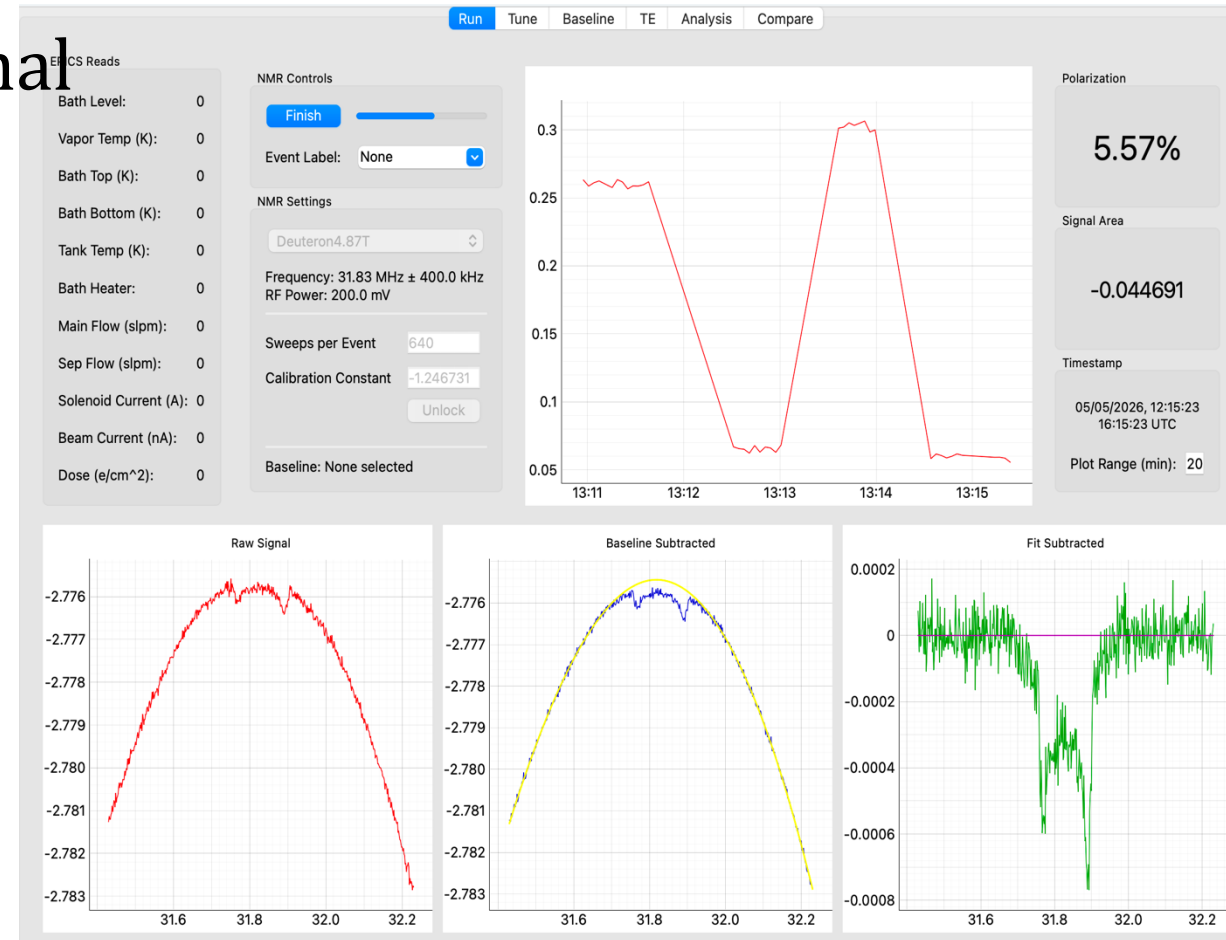 Run Tune Baseline TE Analysis Compare
nal
EPICS Reads
Bath Level: 0
Vapor Temp (K): 0
Bath Top (K): 0
Bath Bottom (K): 0
Tank Temp (K): 0
Bath Heater: 0
Main Flow (slpm): 0
Sep Flow (slpm): 0
Solenoid Current (A): 0
Beam Current (nA): 0
Dose (e/cm^2): 0
NMR Controls
Finish
Event Label: None
NMR Settings
Deuteron4.87T
Frequency: 31.83 MHz ± 400.0 kHz
RF Power: 200.0 mV
Sweeps per Event 640
Calibration Constant -1.246731
Unlock
Baseline: None selected
0.3
0.25
0.2
0.15
0.1
0.05
13:11 13:12 13:13 13:14 13:15
Polarization
5.57%
Signal Area
-0.044691
Timestamp
05/05/2026, 12:15:23
16:15:23 UTC
Plot Range (min): 20
Raw Signal
-2.776
-2.777
-2.778
-2.779
-2.780
-2.781
-2.782
-2.783
31.6 31.8 32.0 32.2
Baseline Subtracted
-2.776
-2.777
-2.778
-2.779
-2.780
-2.781
-2.782
-2.783
31.6 31.8 32.0 32.2
Fit Subtracted
0.0002
0
-0.0002
-0.0004
-0.0006
-0.0008
31.6 31.8 32.0 32.2